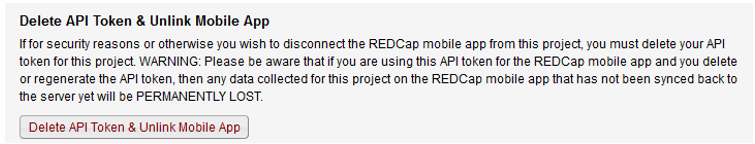 Delete API Token & Unlink Mobile App
If for security reasons or otherwise you wish to disconnect the REDCap mobile app from this project, you must delete your API
token for this project. WARNING: Please be aware that if you are using this API token for the REDCap mobile app and you delete
or regenerate the API token, then any data collected for this project on the REDCap mobile app that has not been synced back to
the server yet will be PERMANENTLY LOST.
Delete API Token & Unlink Mobile App